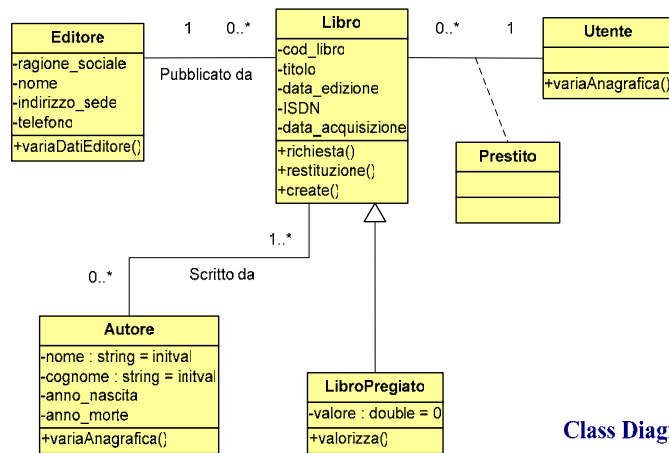 Editore
-ragione_sociale
-nome
-indirizzo_sede
-telefono
+variaDatiEditore()
1
0..*
Pubblicato da
Libro
-cod_libro
-titolo
-data_edizione
-ISDN
-data_acquisizione
+richiesta()
+restituzione()
+create()
0..*
1
Utente
+variaAnagrafica()
Prestito
1..*
0..*
Scritto da
Autore
-nome : string = initval
-cognome : string = initval
-anno_nascita
-anno_morte
+variaAnagrafica()
LibroPregiato
-valore : double = 0
+valorizza()
Class Diag